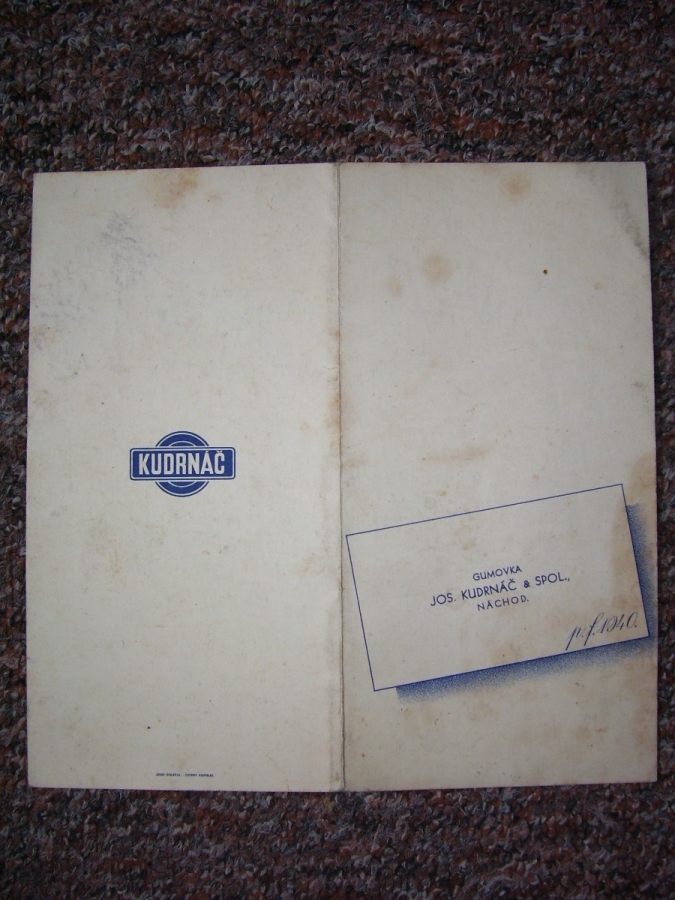 KUDRNÁČ
GUMOVKA
JOS. KUDRNÁČ & SPOL.,
NÁCHOD.
p. f. 1940.